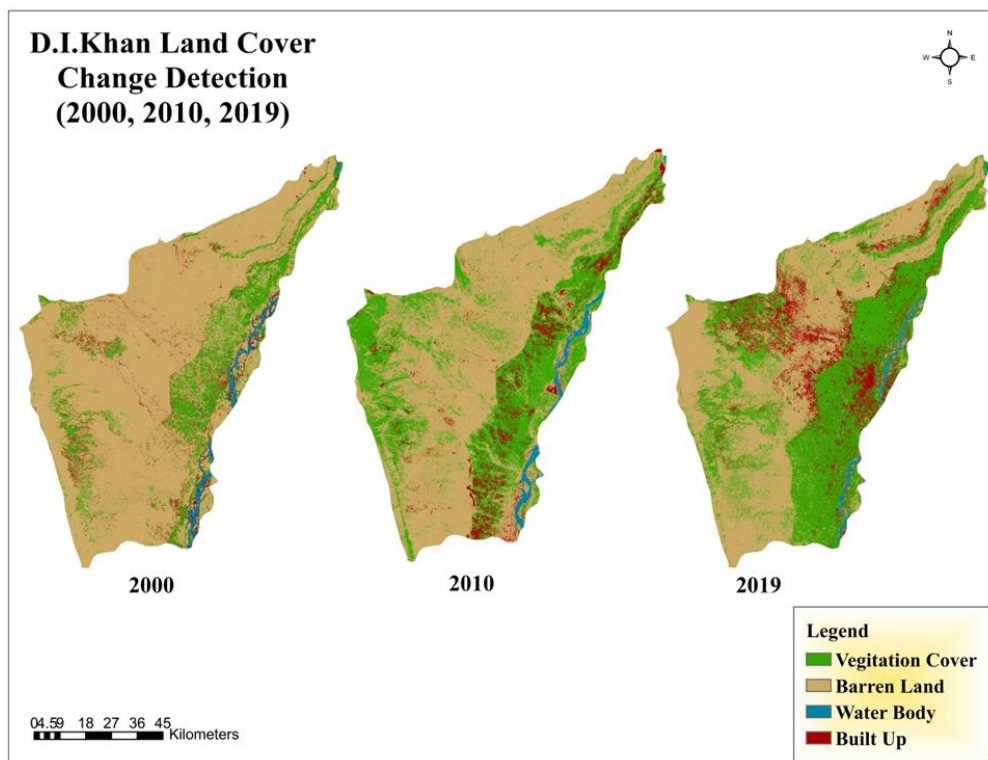 D.I.Khan Land Cover
Change Detection
(2000, 2010, 2019)
N
W E
S
2000
2010
2019
Legend
Vegitation Cover
Barren Land
Water Body
Built Up
04.59 18 27 36 45
Kilometers